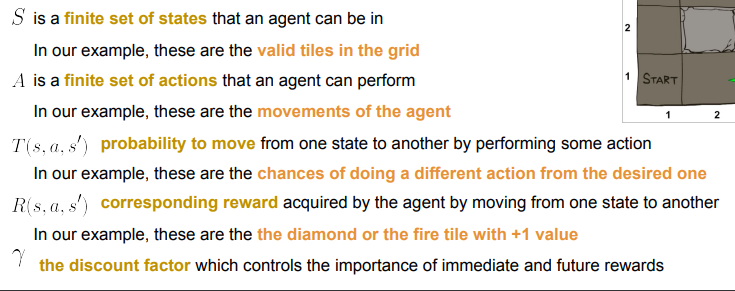 S is a finite set of states that an agent can be in
In our example, these are the valid tiles in the grid
A is a finite set of actions that an agent can perform
In our example, these are the movements of the agent
T(s, a, s′) probability to move from one state to another by performing some action
In our example, these are the chances of doing a different action from the desired one
R(s, a, s′) corresponding reward acquired by the agent by moving from one state to another
In our example, these are the the diamond or the fire tile with +1 value
γ the discount factor which controls the importance of immediate and future rewards
2
1 START
1 2